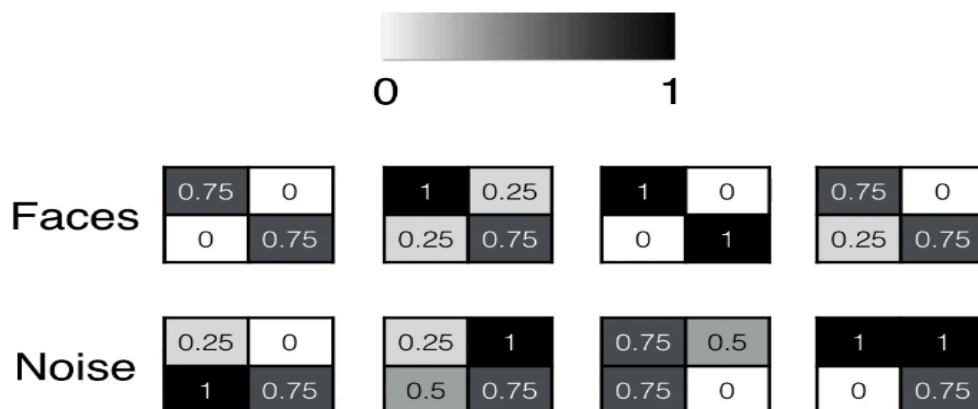 0 1
0.75 0 1 0.25 1 0 0.75 0
Faces
0 0.75 0.25 0.75 0 1 0.25 0.75
0.25 0 0.25 1 0.75 0.5 1 1
Noise
1 0.75 0.5 0.75 0.75 0 0 0.75